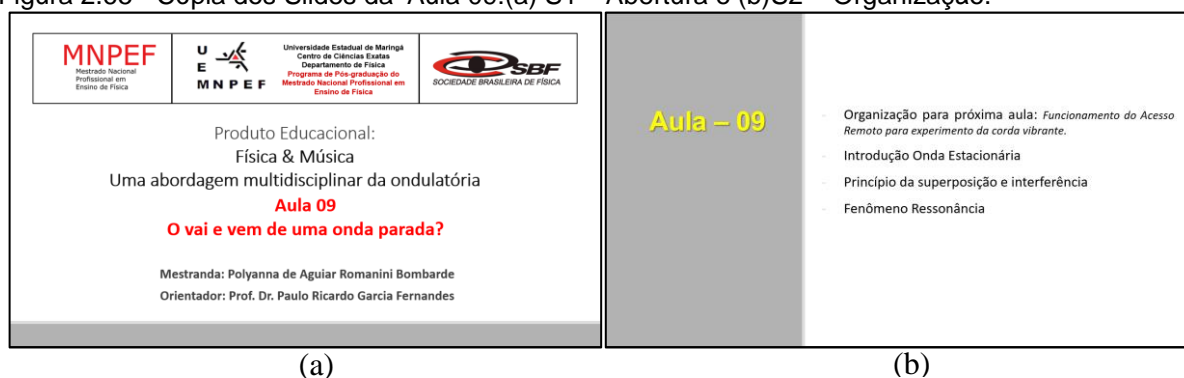 Figura 2.63 - Cópia dos Slides da Aula 09.(a) S1 – Abertura e (b)S2 – Organização.
MNPEF
Mestrado Nacional
Profissional em
Ensino de Física
U
E
M N P E F
Universidade Estadual de Maringá
Centro de Ciências Exatas
Departamento de Física
Programa de Pós-graduação do
Mestrado Nacional Profissional em
Ensino de Física
SBF
SOCIEDADE BRASILEIRA DE FÍSICA
Produto Educacional:
Física & Música
Uma abordagem multidisciplinar da ondulatória
Aula 09
O vai e vem de uma onda parada?
Mestranda: Polyanna de Aguiar Romanini Bombarde
Orientador: Prof. Dr. Paulo Ricardo Garcia Fernandes
(a)
Aula – 09
- Organização para próxima aula: Funcionamento do Acesso
Remoto para experimento da corda vibrante.
- Introdução Onda Estacionária
- Princípio da superposição e interferência
- Fenômeno Ressonância
(b)